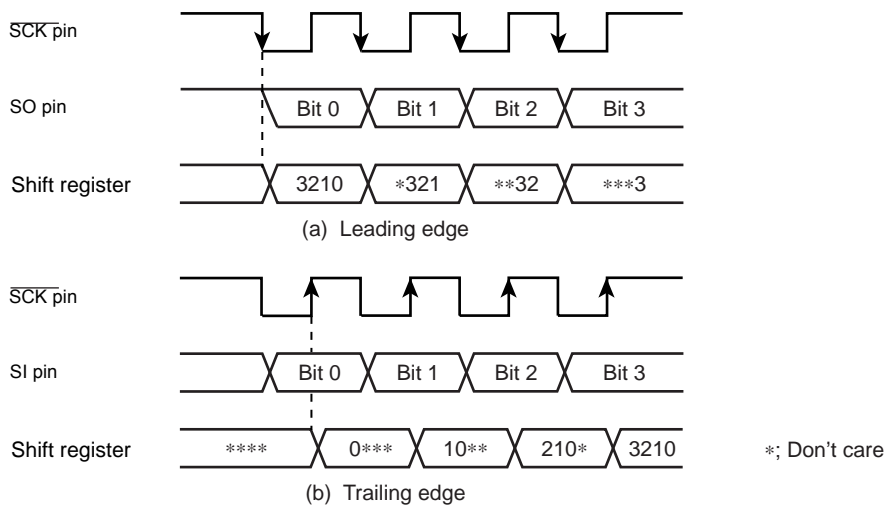 SCK pin
SO pin Bit 0 Bit 1 Bit 2 Bit 3
Shift register 3210 *321 **32 ***3
(a) Leading edge
SCK pin
SI pin Bit 0 Bit 1 Bit 2 Bit 3
Shift register **** 0*** 10** 210* 3210 *; Don't care
(b) Trailing edge